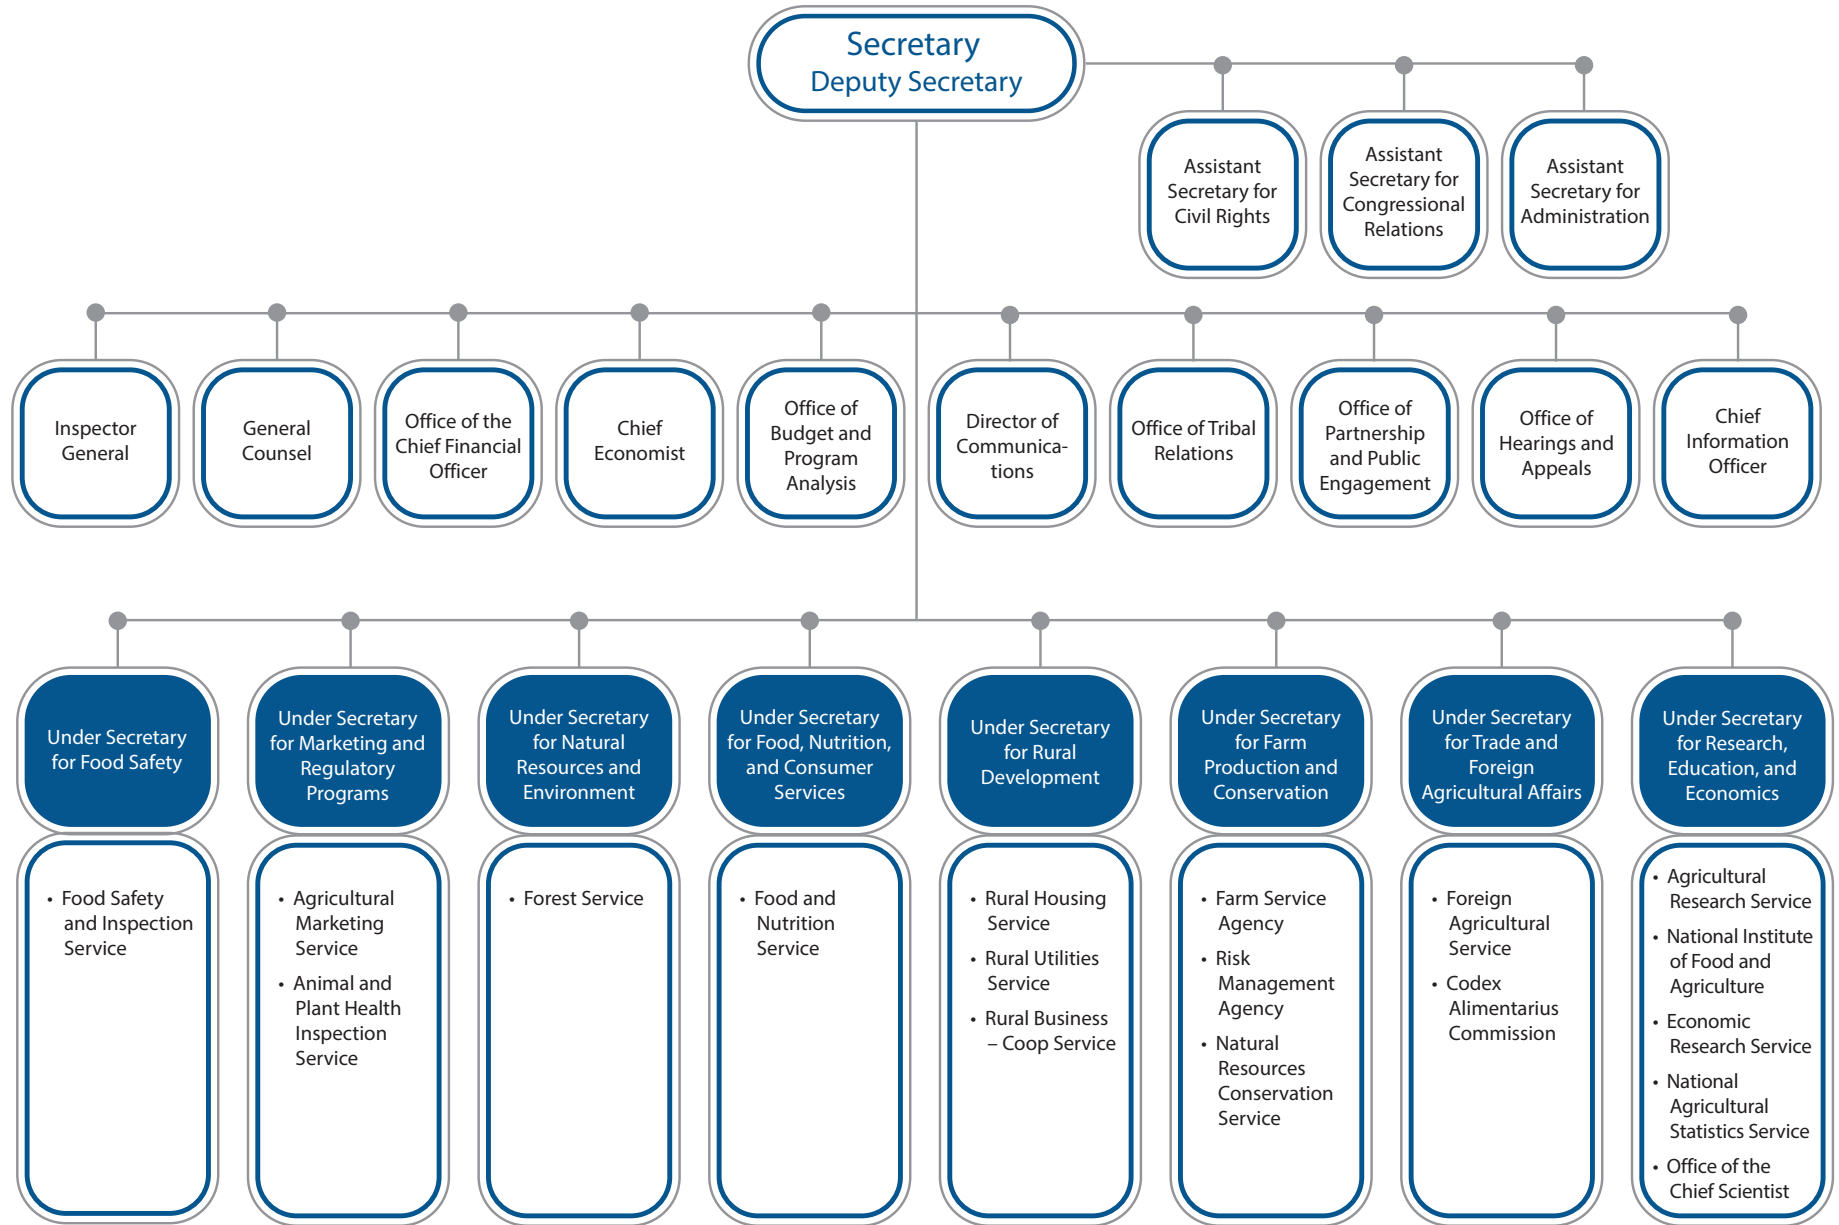 Secretary
Deputy Secretary
Assistant
Secretary for
Civil Rights
Assistant
Secretary for
Congressional
Relations
Assistant
Secretary for
Administration
Inspector
General
General
Counsel
Office of the
Chief Financial
Officer
Chief
Economist
Office of
Budget and
Program
Analysis
Director of
Communica-
tions
Office of Tribal
Relations
Office of
Partnership
and Public
Engagement
Office of
Hearings and
Appeals
Chief
Information
Officer
Under Secretary
for Food Safety
• Food Safety
and Inspection
Service
Under Secretary
for Marketing and
Regulatory
Programs
• Agricultural
Marketing
Service
• Animal and
Plant Health
Inspection
Service
Under Secretary
for Natural
Resources and
Environment
• Forest Service
Under Secretary
for Food, Nutrition,
and Consumer
Services
• Food and
Nutrition
Service
Under Secretary
for Rural
Development
• Rural Housing
Service
• Rural Utilities
Service
• Rural Business
– Coop Service
Under Secretary
for Farm
Production and
Conservation
• Farm Service
Agency
• Risk
Management
Agency
• Natural
Resources
Conservation
Service
Under Secretary
for Trade and
Foreign
Agricultural Affairs
• Foreign
Agricultural
Service
• Codex
Alimentarius
Commission
Under Secretary
for Research,
Education, and
Economics
• Agricultural
Research Service
• National Institute
of Food and
Agriculture
• Economic
Research Service
• National
Agricultural
Statistics Service
• Office of the
Chief Scientist